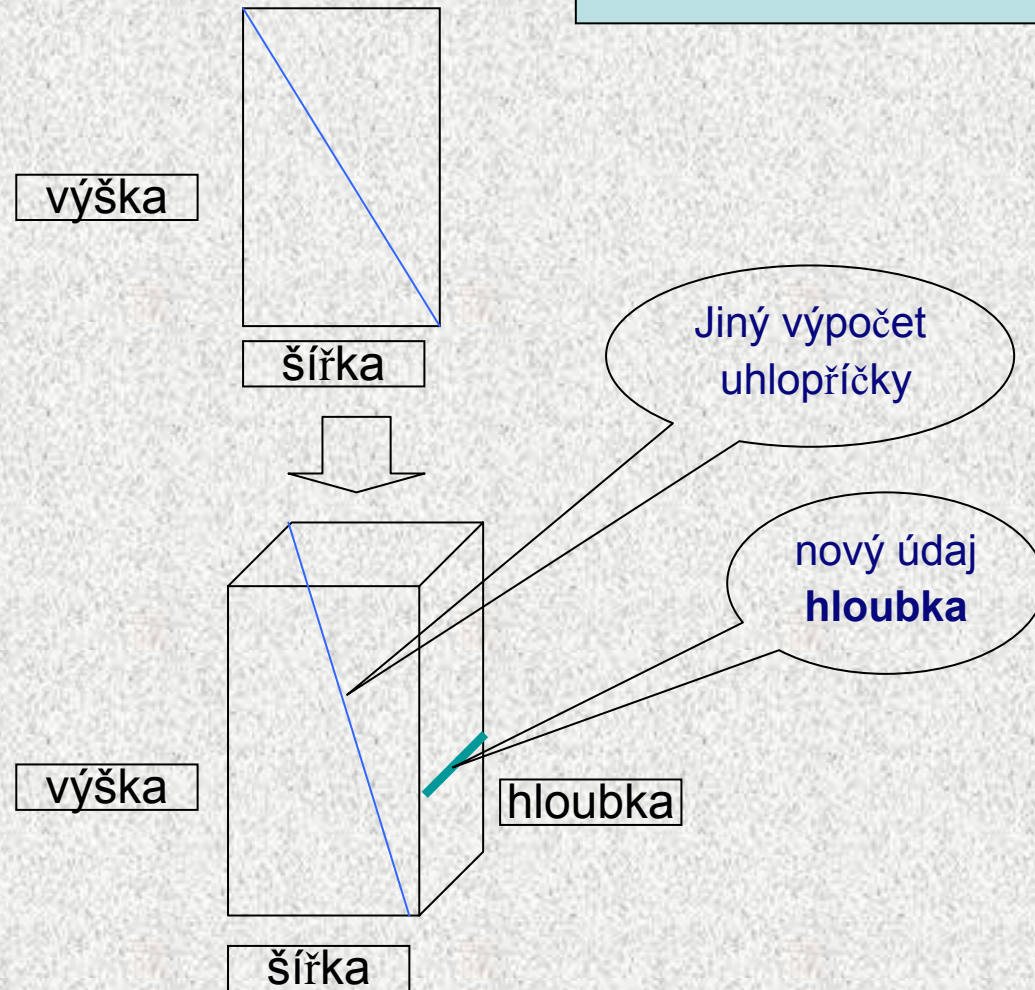 výška
šířka
Jiný výpočet
uhlopříčky
nový údaj
hloubka
výška
hloubka
šířka